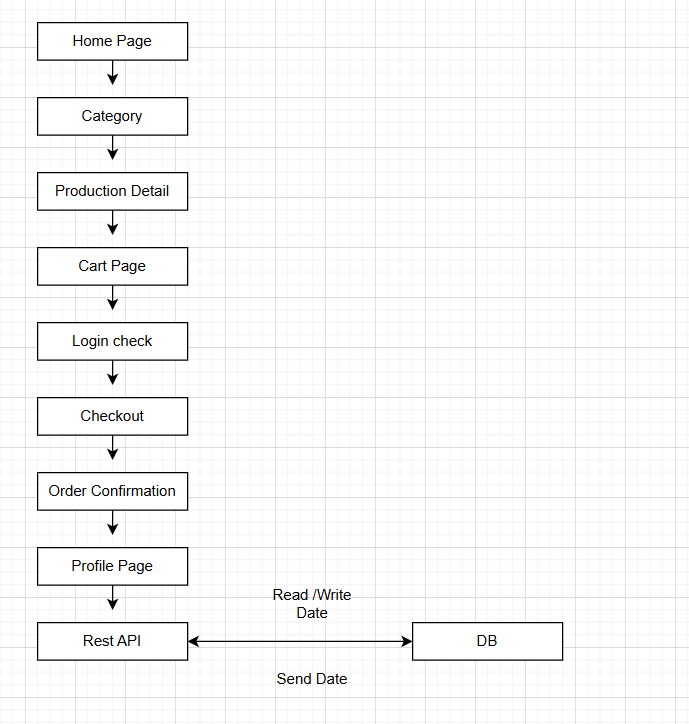 Home Page
Category
Production Detail
Cart Page
Login check
Checkout
Order Confirmation
Profile Page
Read /Write
Date
Rest API
DB
Send Date